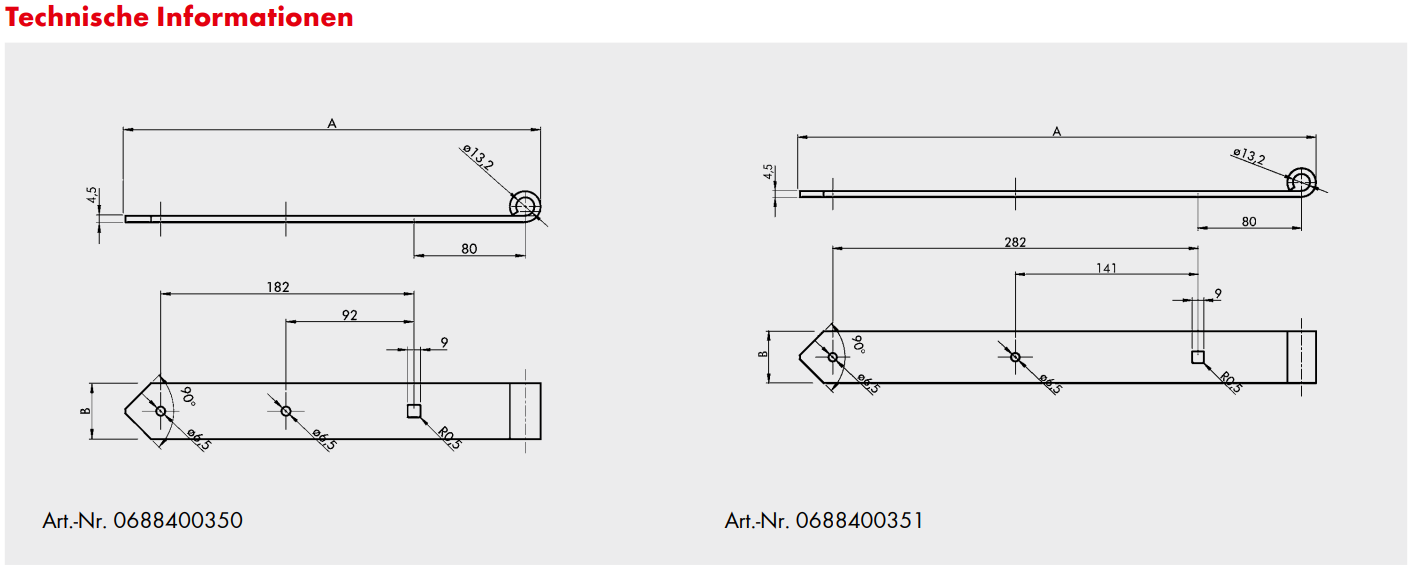 Technische Informationen
A
ø13,2
4,5
80
182
92
9
B
90°
ø6,5
ø6,5
R0,5
Art.-Nr. 0688400350
A
ø13,2
4,5
80
282
141
9
B
90°
ø6,5
ø6,5
R0,5
Art.-Nr. 0688400351